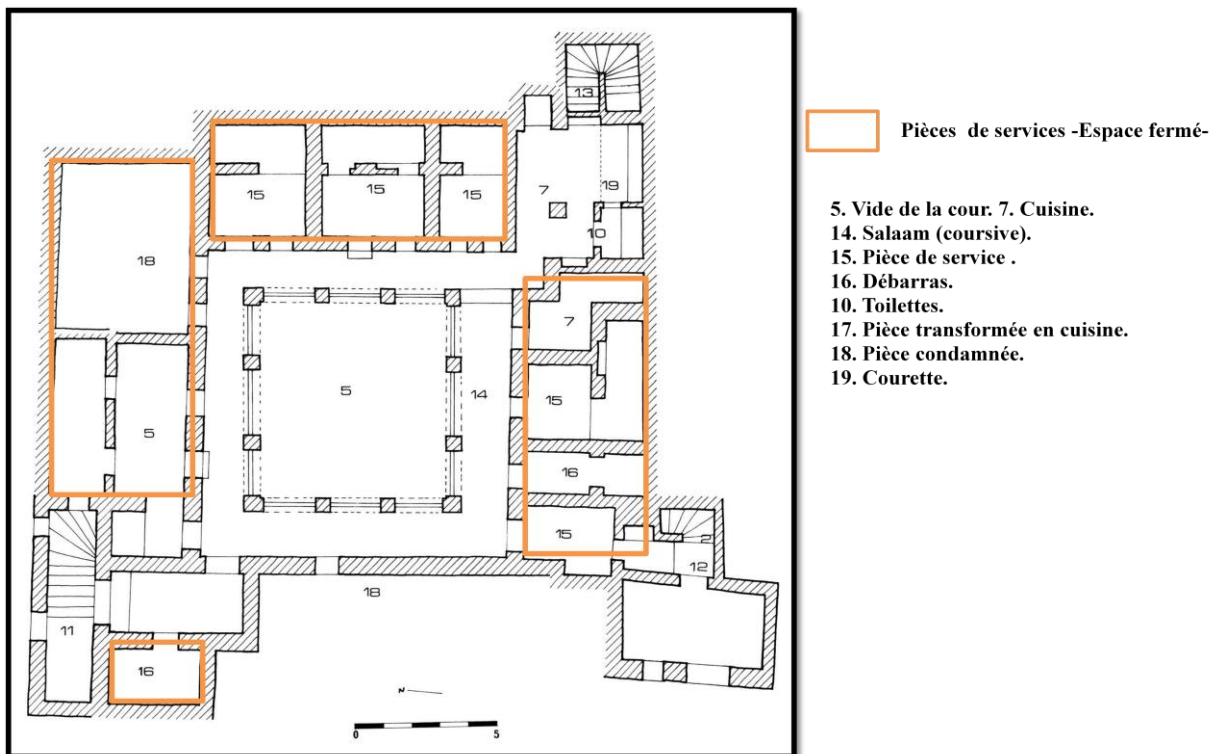 13
15
15
15
7
19
18
10
7
5
14
15
5
16
15
2
12
18
11
16
N
0
5
Pièces de services -Espace fermé-
5. Vide de la cour. 7. Cuisine.
14. Salaam (coursive).
15. Pièce de service .
16. Débarras.
10. Toilettes.
17. Pièce transformée en cuisine.
18. Pièce condamnée.
19. Courette.